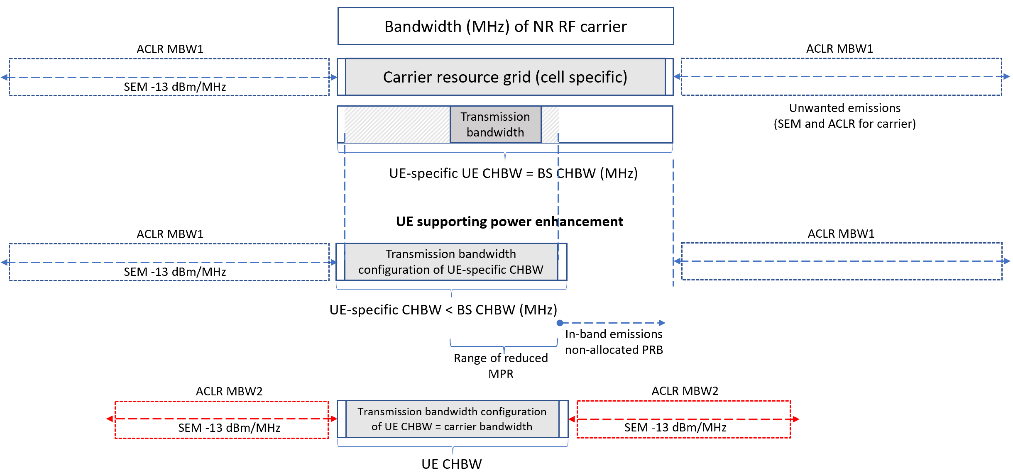 Bandwidth (MHz) of NR RF carrier
ACLR MBW1
ACLR MBW1
Carrier resource grid (cell specific)
SEM -13 dBm/MHz
Unwanted emissions
(SEM and ACLR for carrier)
Transmission
bandwidth
UE-specific UE CHBW = BS CHBW (MHz)
UE supporting power enhancement
ACLR MBW1
ACLR MBW1
Transmission bandwidth
configuration of UE-specific CHBW
SEM -13 dBm/MHz
UE-specific CHBW < BS CHBW (MHz)
In-band emissions
non-allocated PRB
Range of reduced
MPR
ACLR MBW2
ACLR MBW2
Transmission bandwidth configuration
of UE CHBW = carrier bandwidth
SEM -13 dBm/MHz
SEM -13 dBm/MHz
UE CHBW